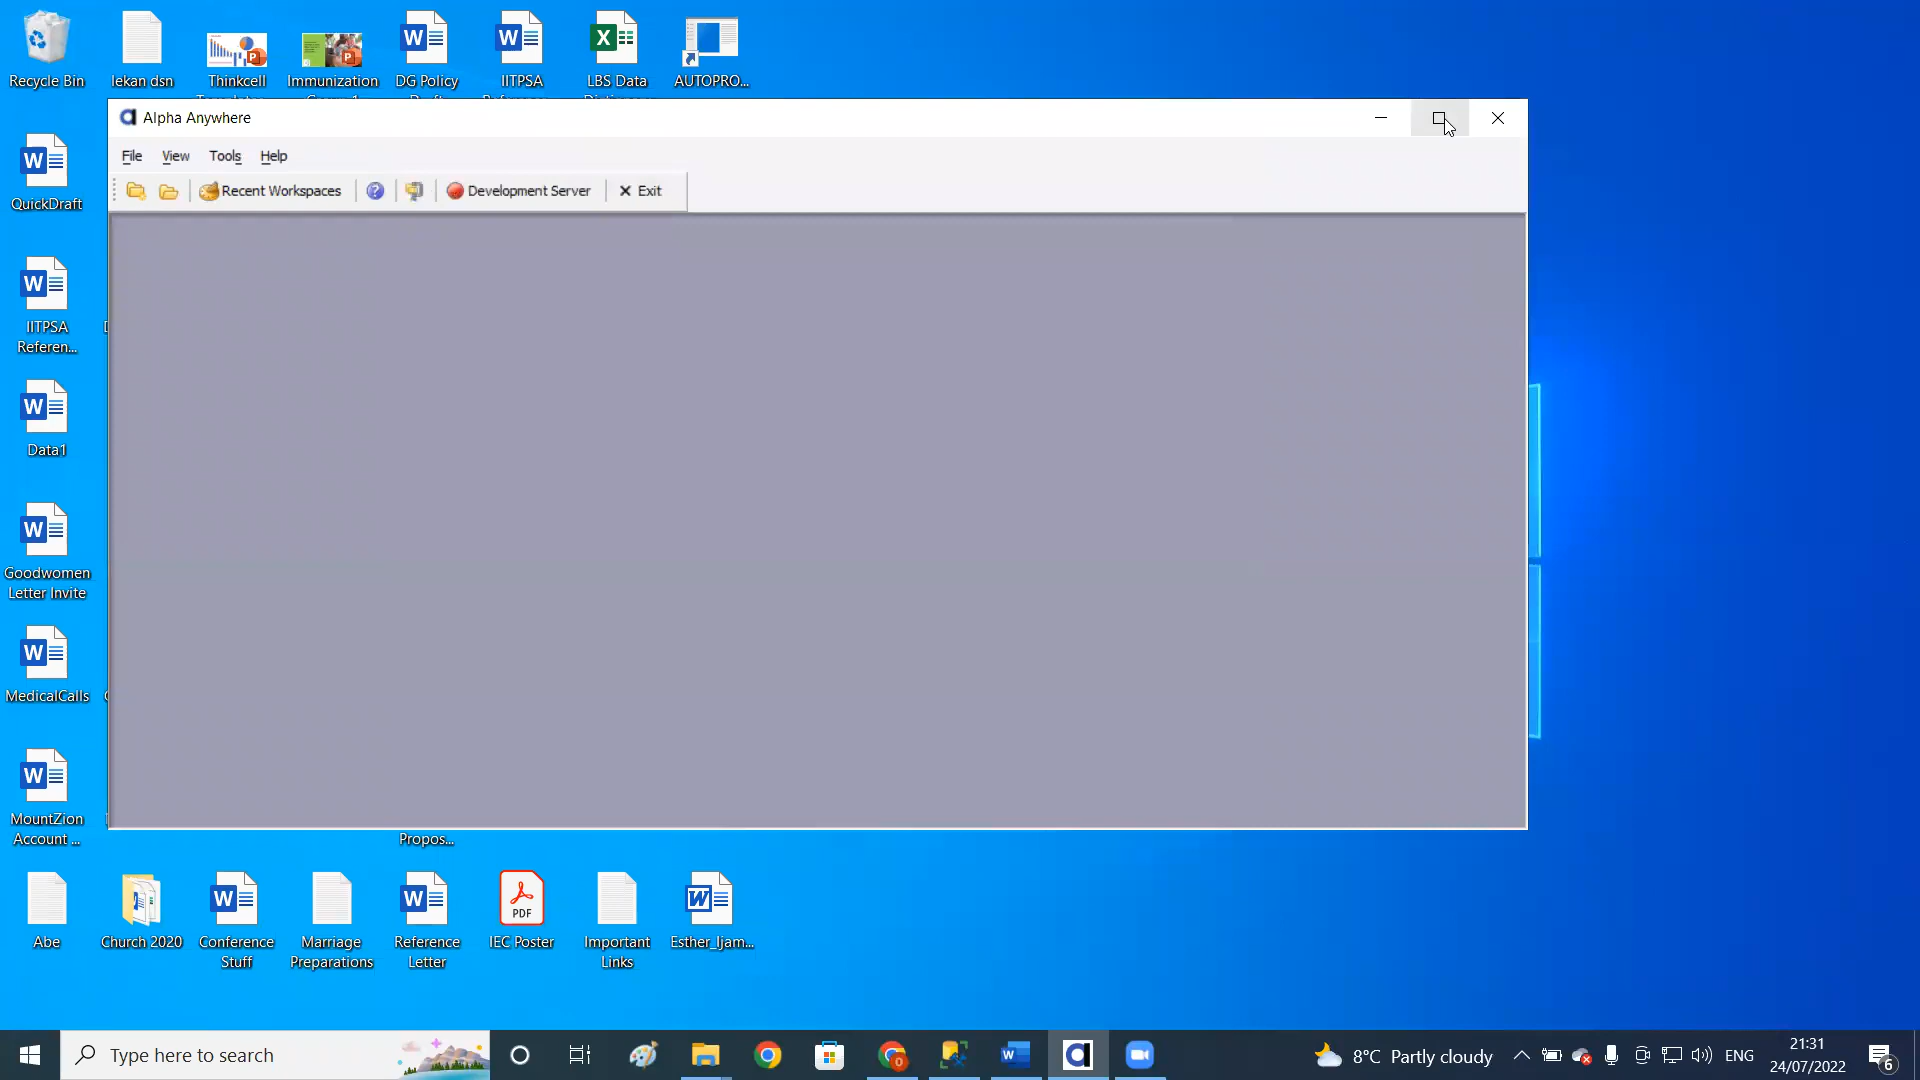 Recycle Bin
lekan dsn
Thinkcell
Immunization
DG Policy
IITPSA
LBS Data
AUTOPRO...
Alpha Anywhere
File View Tools Help
Recent Workspaces
Development Server
Exit
QuickDraft
IITPSA
Referen...
Data1
Goodwomen
Letter Invite
MedicalCalls
MountZion
Account ...
Propos...
Abe
Church 2020
Conference
Stuff
Marriage
Preparations
Reference
Letter
PDF
IEC Poster
Important
Links
Esther_Ijam...
Type here to search
8°C Partly cloudy
ENG
21:31
24/07/2022
6